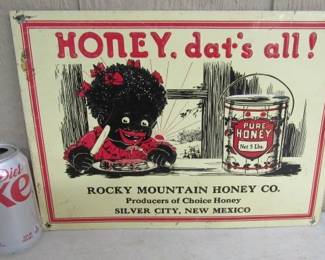 HONEY, dat's all!
PURE
HONEY
Net 5 Lbs.
ROCKY MOUNTAIN HONEY CO.
Producers of Choice Honey
SILVER CITY, NEW MEXICO
Diet
ke